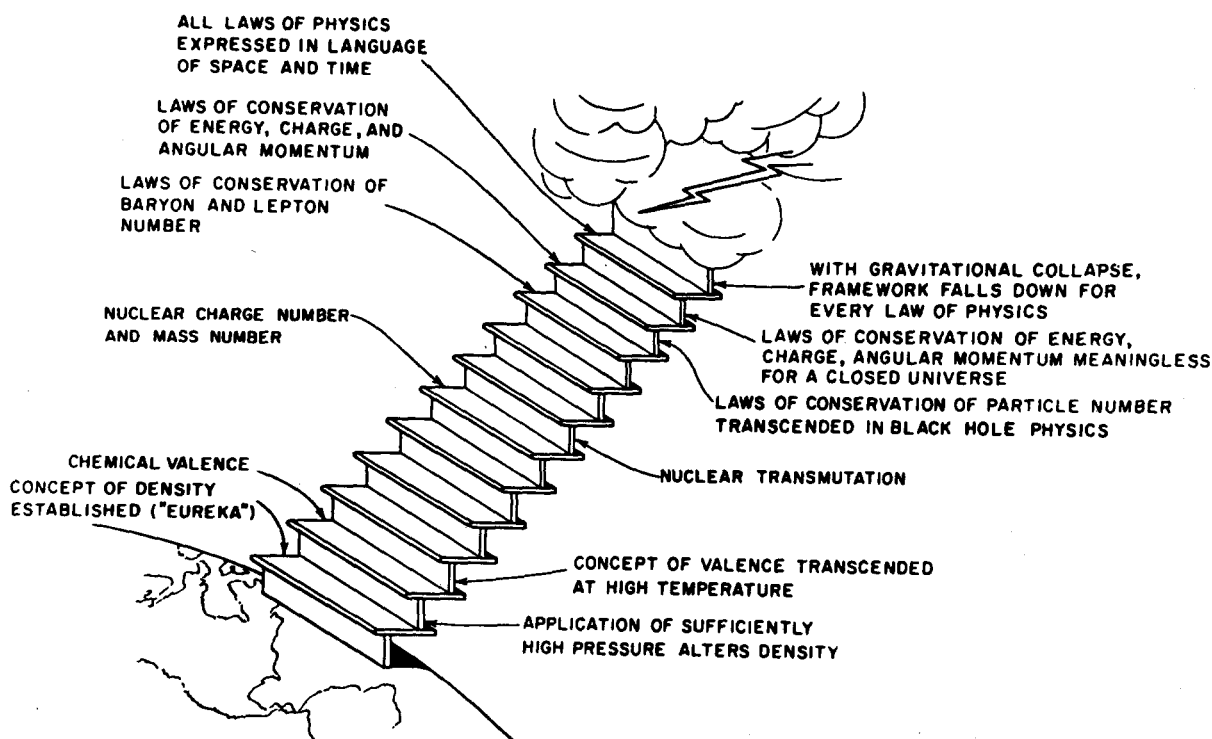 ALL LAWS OF PHYSICS
EXPRESSED IN LANGUAGE
OF SPACE AND TIME
LAWS OF CONSERVATION
OF ENERGY, CHARGE, AND
ANGULAR MOMENTUM
LAWS OF CONSERVATION OF
BARYON AND LEPTON
NUMBER
NUCLEAR CHARGE NUMBER
AND MASS NUMBER
CHEMICAL VALENCE
CONCEPT OF DENSITY
ESTABLISHED ("EUREKA")
WITH GRAVITATIONAL COLLAPSE,
FRAMEWORK FALLS DOWN FOR
EVERY LAW OF PHYSICS
LAWS OF CONSERVATION OF ENERGY,
CHARGE, ANGULAR MOMENTUM MEANINGLESS
FOR A CLOSED UNIVERSE
LAWS OF CONSERVATION OF PARTICLE NUMBER
TRANSCENDED IN BLACK HOLE PHYSICS
NUCLEAR TRANSMUTATION
CONCEPT OF VALENCE TRANSCENDED
AT HIGH TEMPERATURE
APPLICATION OF SUFFICIENTLY
HIGH PRESSURE ALTERS DENSITY